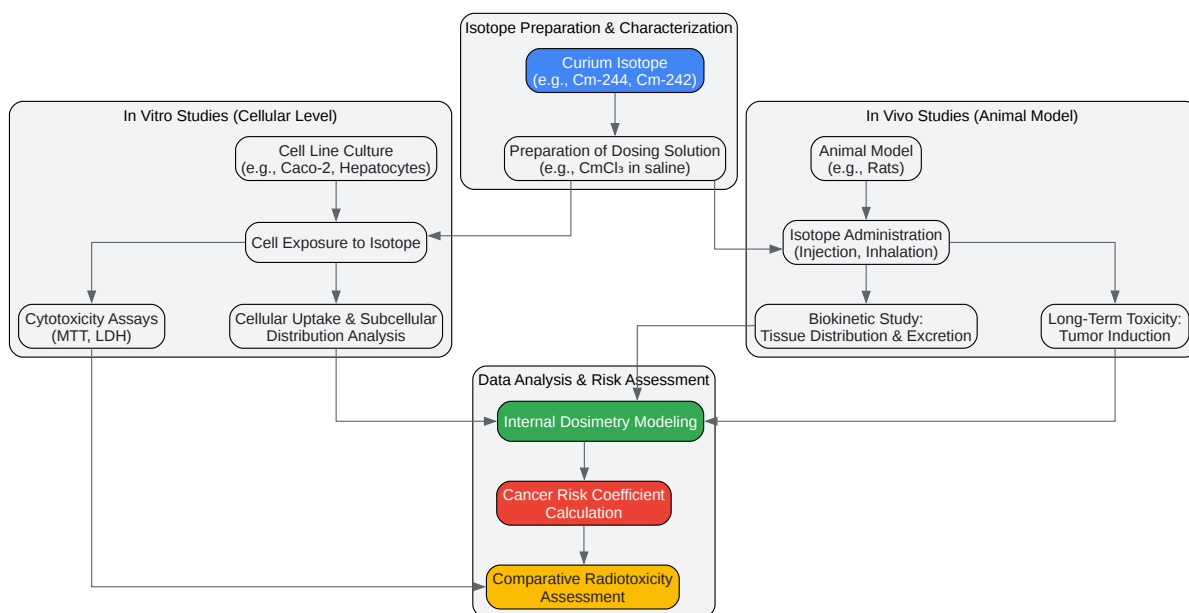 Isotope Preparation & Characterization
Curium Isotope
(e.g., Cm-244, Cm-242)
Preparation of Dosing Solution
(e.g., CmCl₃ in saline)
In Vitro Studies (Cellular Level)
Cell Line Culture
(e.g., Caco-2, Hepatocytes)
Cell Exposure to Isotope
Cytotoxicity Assays
(MTT, LDH)
Cellular Uptake & Subcellular
Distribution Analysis
In Vivo Studies (Animal Model)
Animal Model
(e.g., Rats)
Isotope Administration
(Injection, Inhalation)
Biokinetic Study:
Tissue Distribution & Excretion
Long-Term Toxicity:
Tumor Induction
Data Analysis & Risk Assessment
Internal Dosimetry Modeling
Cancer Risk Coefficient
Calculation
Comparative Radiotoxicity
Assessment